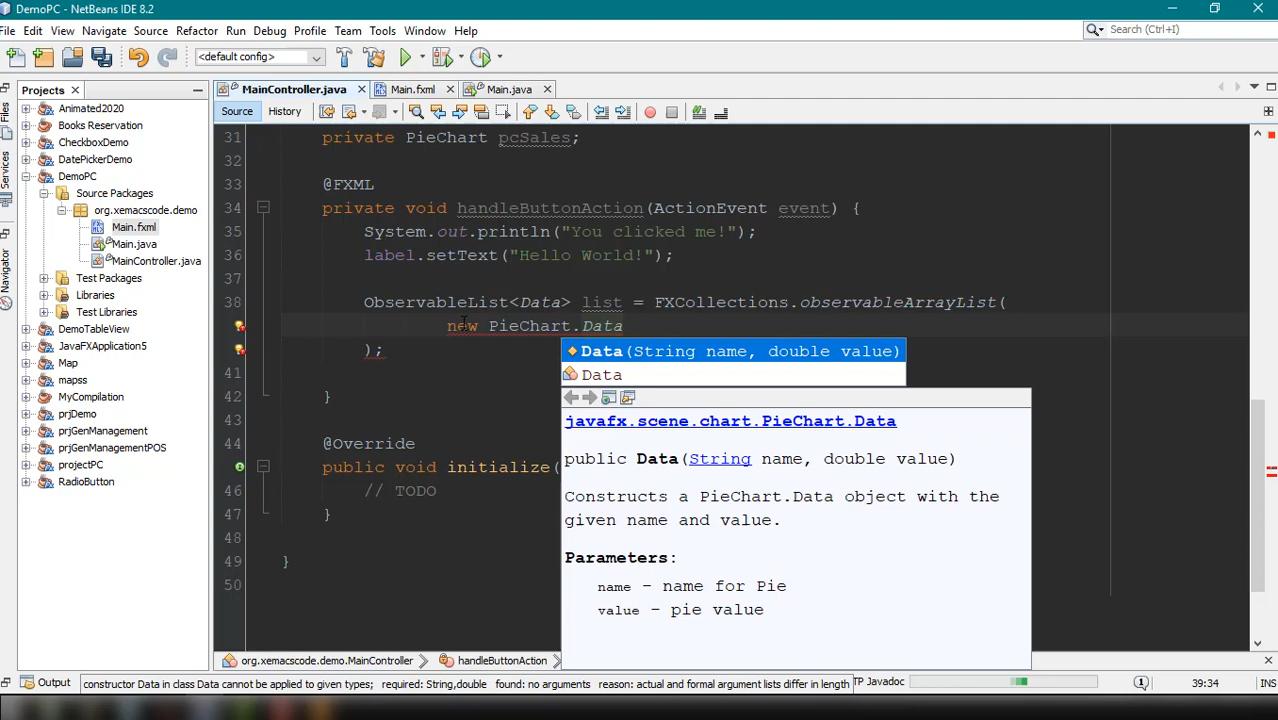 DemoPC - NetBeans IDE 8.2
File Edit View Navigate Source Refactor Run Debug Profile Team Tools Window Help
Search (Ctrl+I)
<default config>
Projects
MainController.java
Main.fxml
Main.java
Source
History
Files
Services
Navigator
Animated2020
Books Reservation
CheckboxDemo
DatePickerDemo
DemoPC
Source Packages
org.xemacscode.demo
Main.fxml
Main.java
MainController.java
Test Packages
Libraries
Test Libraries
DemoTableView
JavaFXApplication5
Map
mapss
MyCompilation
prjDemo
prjGenManagement
prjGenManagementPOS
projectPC
RadioButton
31 private PieChart pcSales;
32
33 @FXML
34 private void handleButtonAction(ActionEvent event) {
35 System.out.println("You clicked me!");
36 label.setText("Hello World!");
37
38 ObservableList<Data> list = FXCollections.observableArrayList(
new PieChart.Data
);
41
42 }
43
44 @Override
public void initialize(
46 // TODO
47 }
48
49 }
50
Data(String name, double value)
Data
javafx.scene.chart.PieChart.Data
public Data(String name, double value)
Constructs a PieChart.Data object with the
given name and value.
Parameters:
name - name for Pie
value - pie value
org.xemacscode.demo.MainController
handleButtonAction
Output
constructor Data in class Data cannot be applied to given types; required: String,double found: no arguments reason: actual and formal argument lists differ in length
TP Javadoc
1
39:34
INS